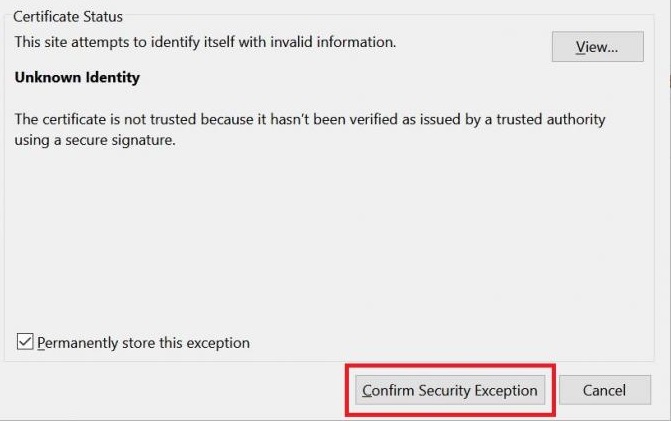 Certificate Status
This site attempts to identify itself with invalid information.
View...
Unknown Identity
The certificate is not trusted because it hasn't been verified as issued by a trusted authority
using a secure signature.
Permanently store this exception
Confirm Security Exception
Cancel